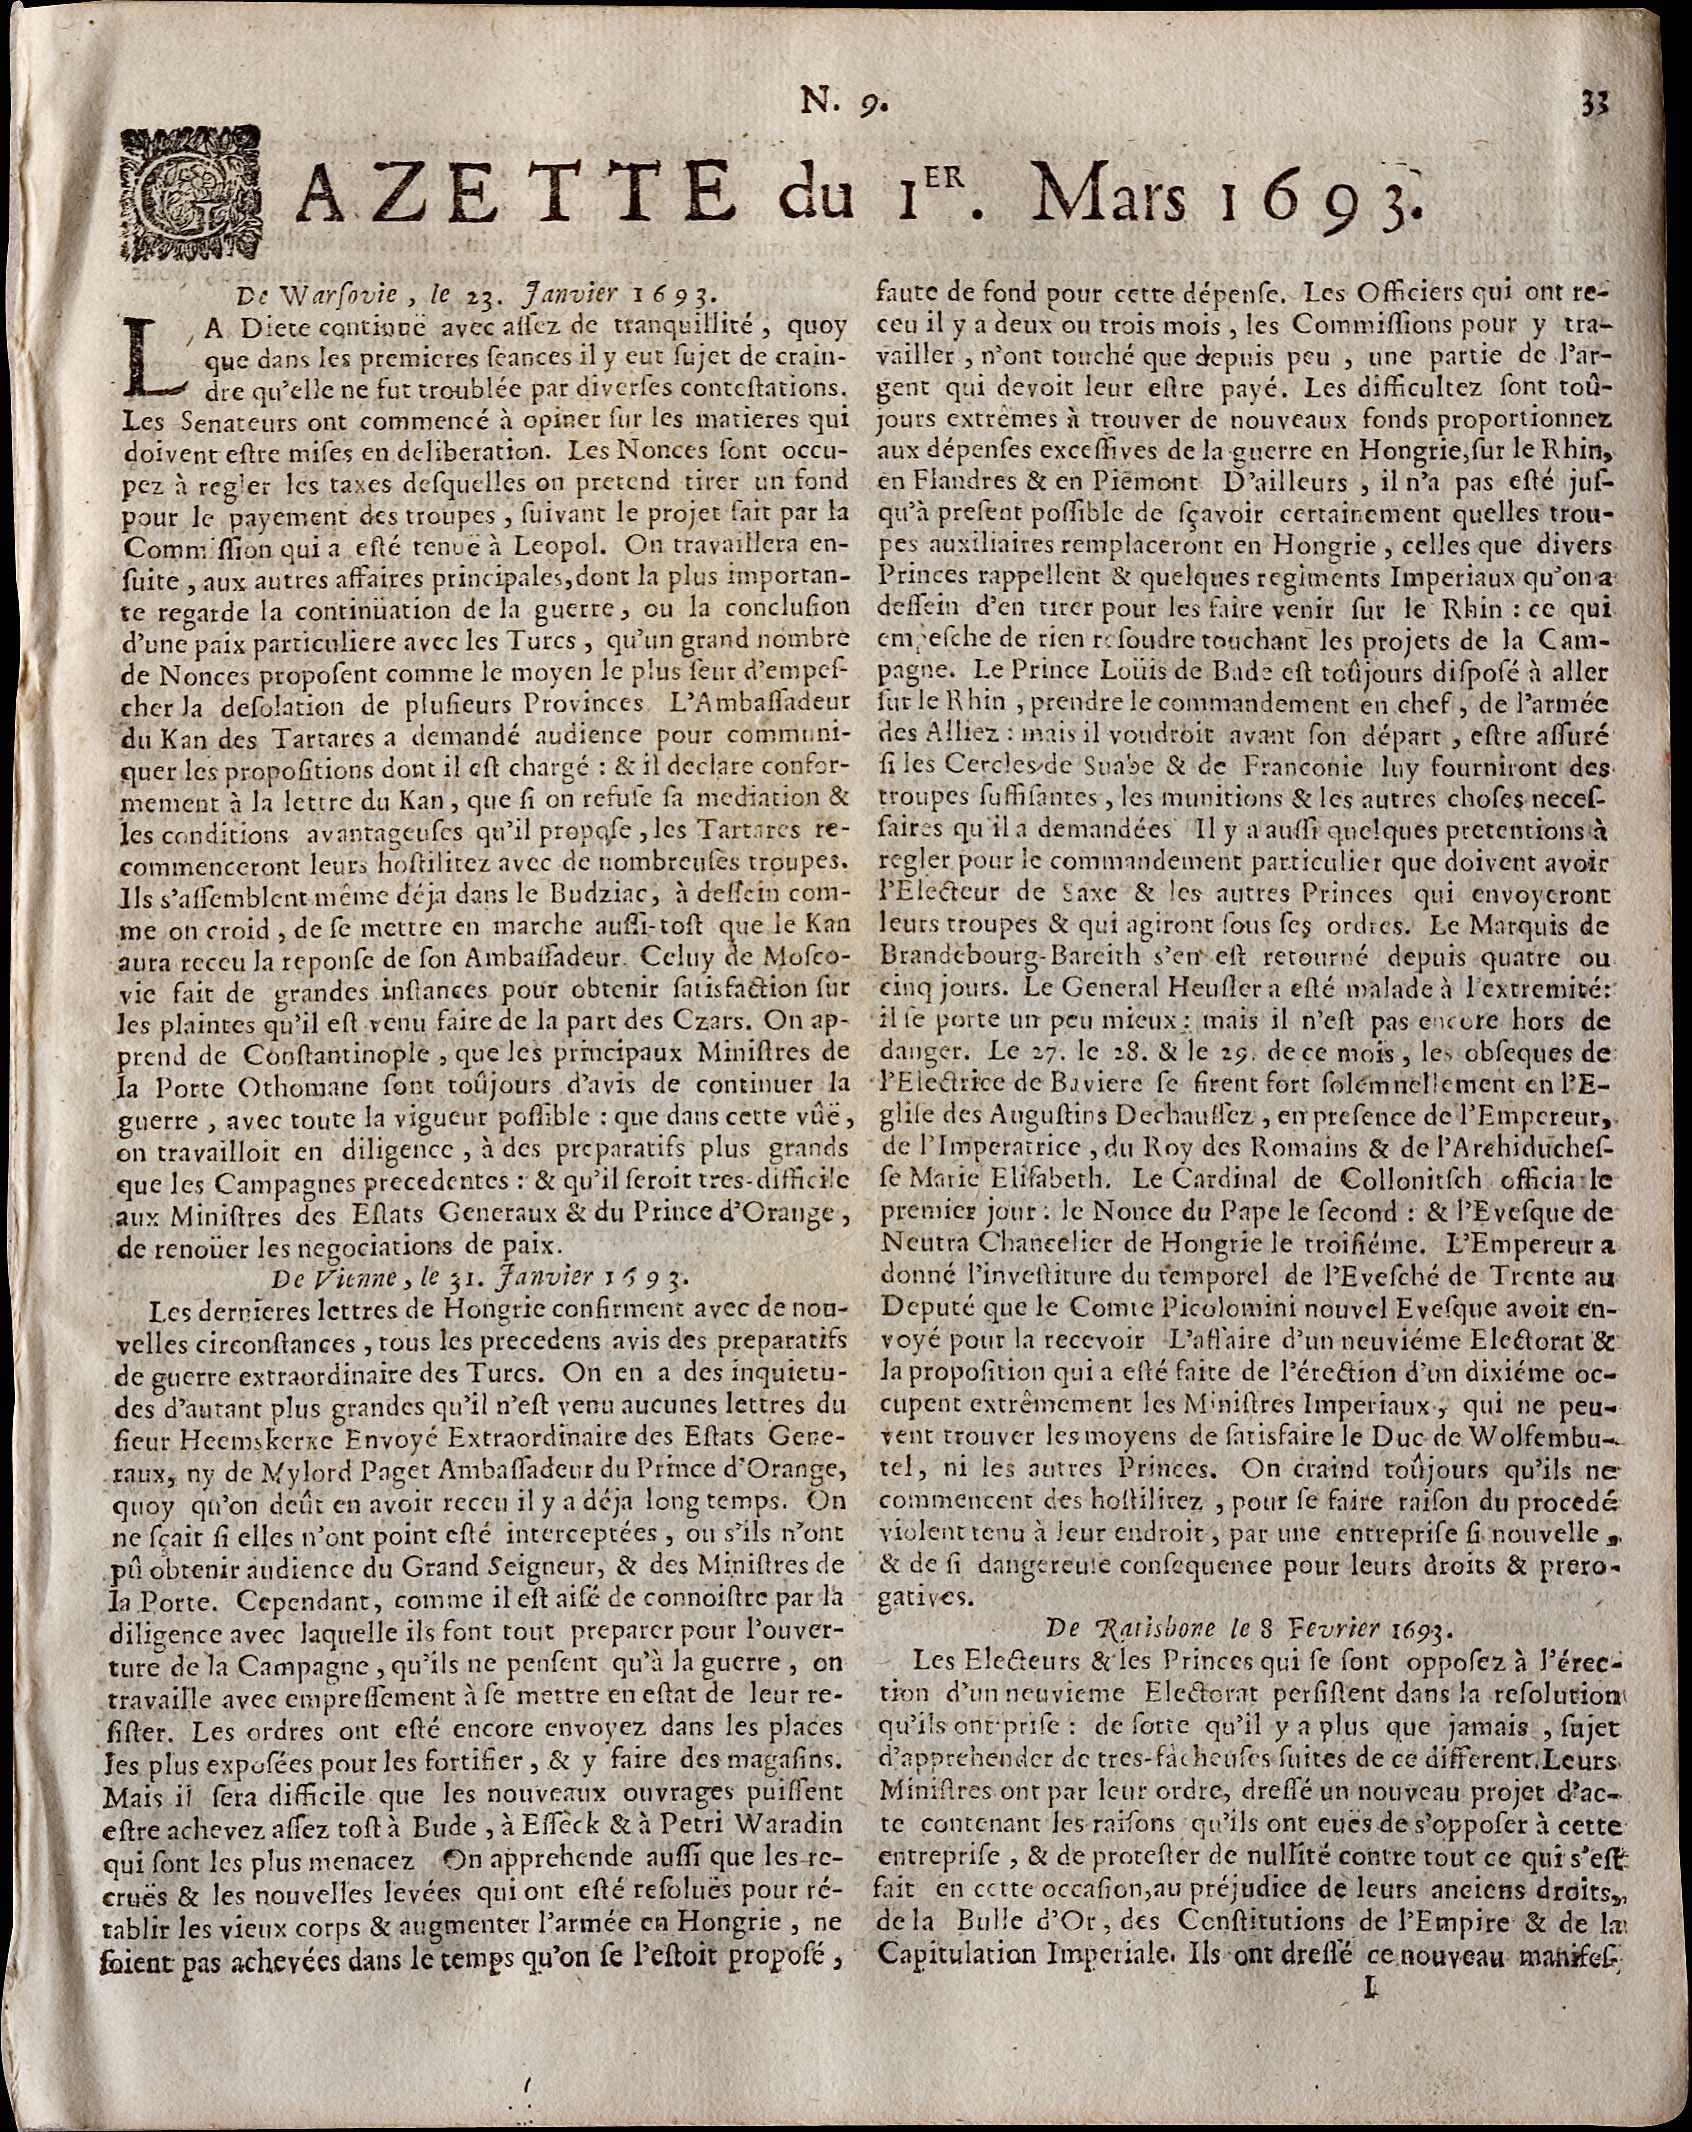 N. 9.
33
GAZETTE du 1ER. Mars 1693.
De Warſovie, le 23. Janvier 1693.
LA Diete continuë avec aſſez de tranquillité, quoy
que dans les premieres ſeances il y eut ſujet de crain-
dre qu'elle ne fut troublée par diverſes conteſtations.
Les Senateurs ont commencé à opiner ſur les matieres qui
doivent eſtre miſes en deliberation. Les Nonces ſont occu-
pez à regler les taxes deſquelles on pretend tirer un fond
pour le payement des troupes, ſuivant le projet fait par la
Commiſſion qui a eſté tenuë à Leopol. On travaillera en-
ſuite, aux autres affaires principales, dont la plus importan-
te regarde la continüation de la guerre, ou la concluſion
d'une paix particuliere avec les Turcs, qu'un grand nombre
de Nonces propoſent comme le moyen le plus ſeur d'empeſ-
cher la deſolation de pluſieurs Provinces L'Ambaſſadeur
du Kan des Tartares a demandé audience pour communi-
quer les propoſitions dont il eſt chargé : & il declare confor-
mement à la lettre du Kan, que ſi on refuſe ſa mediation &
les conditions avantageuſes qu'il propoſe, les Tartares re-
commenceront leurs hoſtilitez avec de nombreuſes troupes.
Ils s'aſſemblent même déja dans le Budziac, à deſſein com-
me on croid, de ſe mettre en marche auſſi-toſt que le Kan
aura receu la reponſe de ſon Ambaſſadeur. Celuy de Moſco-
vie fait de grandes inſtances pour obtenir ſatisfaction ſur
les plaintes qu'il eſt venu faire de la part des Czars. On ap-
prend de Conſtantinople, que les principaux Miniſtres de
la Porte Othomane ſont toûjours d'avis de continuer la
guerre, avec toute la vigueur poſſible : que dans cette vûë,
on travailloit en diligence, à des preparatifs plus grands
que les Campagnes precedentes : & qu'il ſeroit tres-difficile
aux Miniſtres des Eſtats Generaux & du Prince d'Orange,
de renoüer les negociations de paix.
De Vienne, le 31. Janvier 1693.
Les dernieres lettres de Hongrie confirment avec de nou-
velles circonſtances, tous les precedens avis des preparatifs
de guerre extraordinaire des Turcs. On en a des inquietu-
des d'autant plus grandes qu'il n'eſt venu aucunes lettres du
ſieur Heemskerke Envoyé Extraordinaire des Eſtats Gene-
raux, ny de Mylord Paget Ambaſſadeur du Prince d'Orange,
quoy qu'on deût en avoir receu il y a déja long temps. On
ne ſçait ſi elles n'ont point eſté interceptées, ou s'ils n'ont
pû obtenir audience du Grand Seigneur, & des Miniſtres de
la Porte. Cependant, comme il eſt aiſé de connoiſtre par la
diligence avec laquelle ils font tout preparer pour l'ouver-
ture de la Campagne, qu'ils ne penſent qu'à la guerre, on
travaille avec empreſſement à ſe mettre en eſtat de leur re-
ſiſter. Les ordres ont eſté encore envoyez dans les places
les plus expoſées pour les fortifier, & y faire des magaſins.
Mais il ſera difficile que les nouveaux ouvrages puiſſent
eſtre achevez aſſez toſt à Bude, à Eſſeck & à Petri Waradin
qui ſont les plus menacez On apprehende auſſi que les re-
cruës & les nouvelles levées qui ont eſté reſoluës pour ré-
tablir les vieux corps & augmenter l'armée en Hongrie, ne
ſoient pas achevées dans le temps qu'on ſe l'eſtoit propoſé,
faute de fond pour cette dépenſe. Les Officiers qui ont re-
ceu il y a deux ou trois mois, les Commiſſions pour y tra-
vailler, n'ont touché que depuis peu, une partie de l'ar-
gent qui devoit leur eſtre payé. Les difficultez ſont toû-
jours extrêmes à trouver de nouveaux fonds proportionnez
aux dépenſes exceſſives de la guerre en Hongrie, ſur le Rhin,
en Flandres & en Piémont D'ailleurs, il n'a pas eſté juſ-
qu'à preſent poſſible de ſçavoir certainement quelles trou-
pes auxiliaires remplaceront en Hongrie, celles que divers
Princes rappellent & quelques regiments Imperiaux qu'on a
deſſein d'en tirer pour les faire venir ſur le Rhin : ce qui
empeſche de rien reſoudre touchant les projets de la Cam-
pagne. Le Prince Loüis de Bade eſt toûjours diſpoſé à aller
ſur le Rhin, prendre le commandement en chef, de l'armée
des Alliez : mais il voudroit avant ſon départ, eſtre aſſuré
ſi les Cercles de Suabe & de Franconie luy fourniront des
troupes ſuffiſantes, les munitions & les autres choſes neceſ-
ſaires qu'il a demandées Il y a auſſi quelques pretentions à
regler pour le commandement particulier que doivent avoir
l'Electeur de Saxe & les autres Princes qui envoyeront
leurs troupes & qui agiront ſous ſes ordres. Le Marquis de
Brandebourg-Bareith s'en eſt retourné depuis quatre ou
cinq jours. Le General Heuſler a eſté malade à l'extremité:
il ſe porte un peu mieux : mais il n'eſt pas encore hors de
danger. Le 27. le 28. & le 29. de ce mois, les obſeques de
l'Electrice de Baviere ſe firent fort ſolemnellement en l'E-
gliſe des Auguſtins Dechauſſez, en preſence de l'Empereur,
de l'Imperatrice, du Roy des Romains & de l'Archiducheſ-
ſe Marie Eliſabeth. Le Cardinal de Collonitſch officia le
premier jour : le Nonce du Pape le ſecond : & l'Eveſque de
Neutra Chancelier de Hongrie le troiſiéme. L'Empereur a
donné l'inveſtiture du temporel de l'Eveſché de Trente au
Deputé que le Comte Picolomini nouvel Eveſque avoit en-
voyé pour la recevoir L'affaire d'un neuviéme Electorat &
la propoſition qui a eſté faite de l'érection d'un dixiéme oc-
cupent extrêmement les Miniſtres Imperiaux, qui ne peu-
vent trouver les moyens de ſatisfaire le Duc de Wolfembu-
tel, ni les autres Princes. On craind toûjours qu'ils ne
commencent des hoſtilitez, pour ſe faire raiſon du procedé
violent tenu à leur endroit, par une entrepriſe ſi nouvelle,
& de ſi dangereuſe conſequence pour leurs droits & prero-
gatives.
De Ratisbone le 8 Fevrier 1693.
Les Electeurs & les Princes qui ſe ſont oppoſez à l'érec-
tion d'un neuvieme Electorat perſiſtent dans la reſolution
qu'ils ont priſe : de ſorte qu'il y a plus que jamais, ſujet
d'apprehender de tres-fâcheuſes ſuites de ce different. Leurs
Miniſtres ont par leur ordre, dreſſé un nouveau projet d'ac-
te contenant les raiſons qu'ils ont euës de s'oppoſer à cette
entrepriſe, & de proteſter de nullité contre tout ce qui s'eſt
fait en cette occaſion, au préjudice de leurs anciens droits,
de la Bulle d'Or, des Conſtitutions de l'Empire & de la
Capitulation Imperiale. Ils ont dreſſé ce nouveau manifeſ-
I